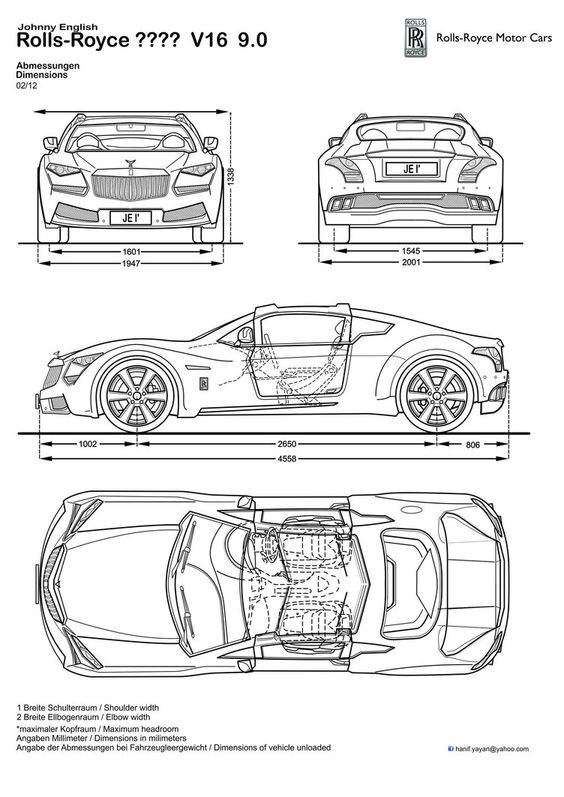 Johnny English
Rolls-Royce ???? V16 9.0
ROLLS
RR
ROYCE
Rolls-Royce Motor Cars
Abmessungen
Dimensions
02/12
1338
JE I'
JE I'
1601
1947
1545
2001
RR
1002
2650
806
4558
1 Breite Schulterraum / Shoulder width
2 Breite Ellbogenraum / Elbow width
*maximaler Kopfraum / Maximum headroom
Angaben Millimeter / Dimensions in milimeters
Angabe der Abmessungen bei Fahrzeugleergewicht / Dimensions of vehicle unloaded
f hanif.yayan@yahoo.com